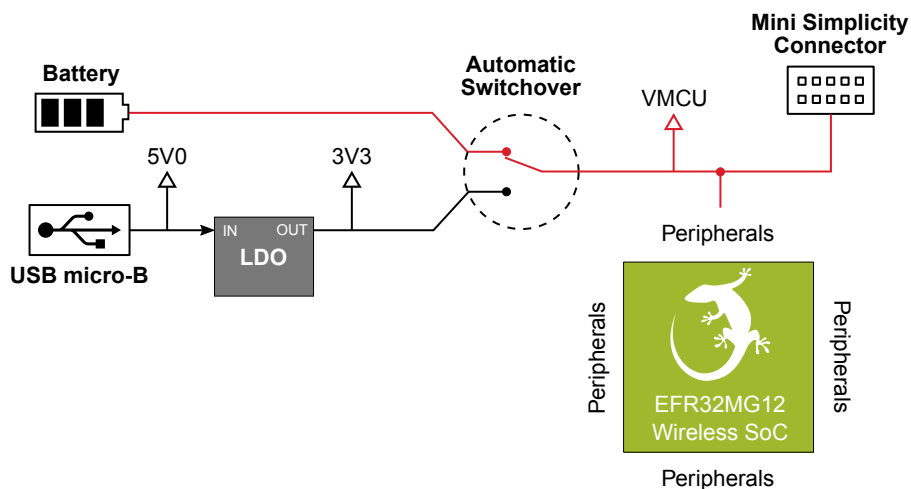 Mini Simplicity
Connector
Battery
Automatic
Switchover
VMCU
5V0
3V3
IN
OUT
LDO
USB micro-B
Peripherals
Peripherals
Peripherals
EFR32MG12
Wireless SoC
Peripherals